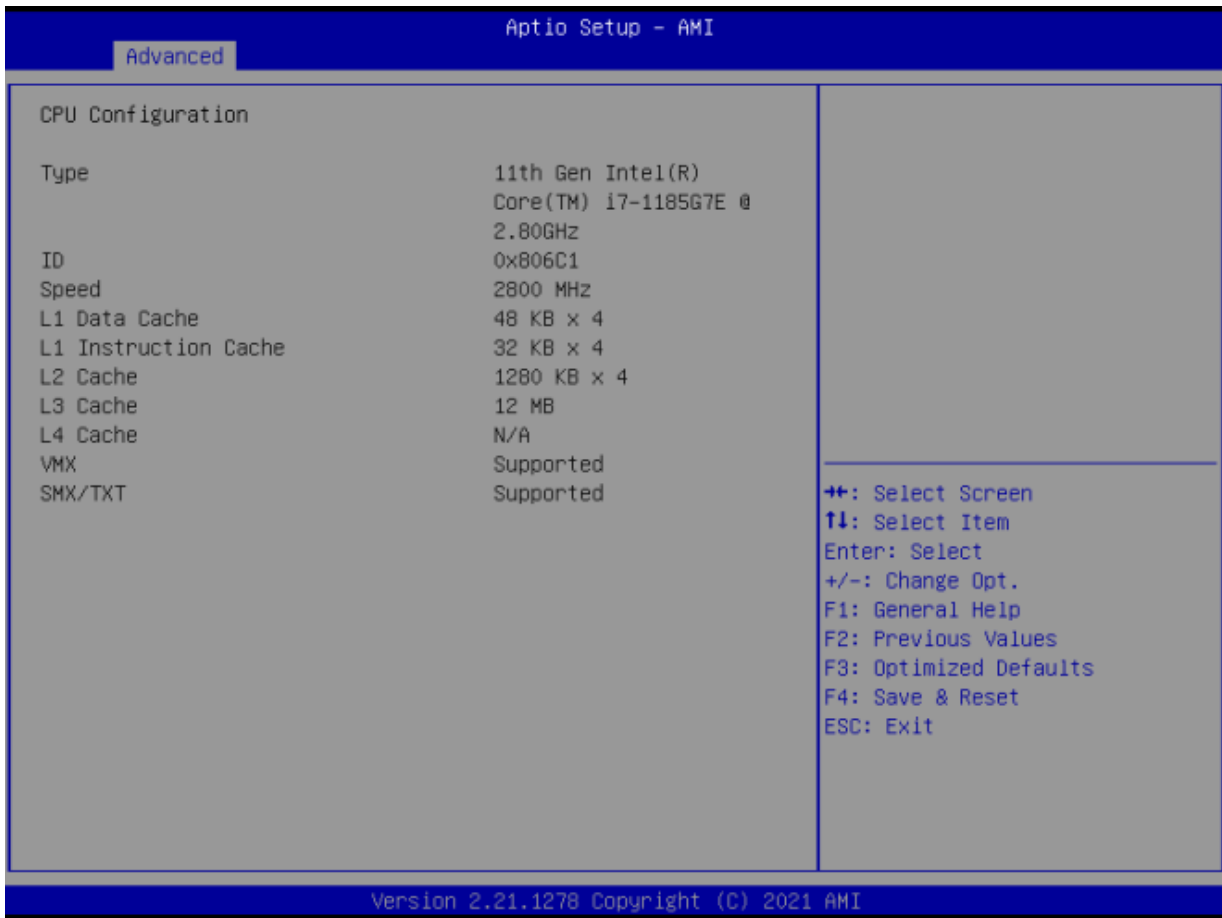 Aptio Setup – AMI
Advanced
CPU Configuration
Type 11th Gen Intel(R)
Core(TM) i7-1185G7E @
2.80GHz
ID 0x806C1
Speed 2800 MHz
L1 Data Cache 48 KB x 4
L1 Instruction Cache 32 KB x 4
L2 Cache 1280 KB x 4
L3 Cache 12 MB
L4 Cache N/A
VMX Supported
SMX/TXT Supported
→←: Select Screen
↑↓: Select Item
Enter: Select
+/-: Change Opt.
F1: General Help
F2: Previous Values
F3: Optimized Defaults
F4: Save & Reset
ESC: Exit
Version 2.21.1278 Copyright (C) 2021 AMI